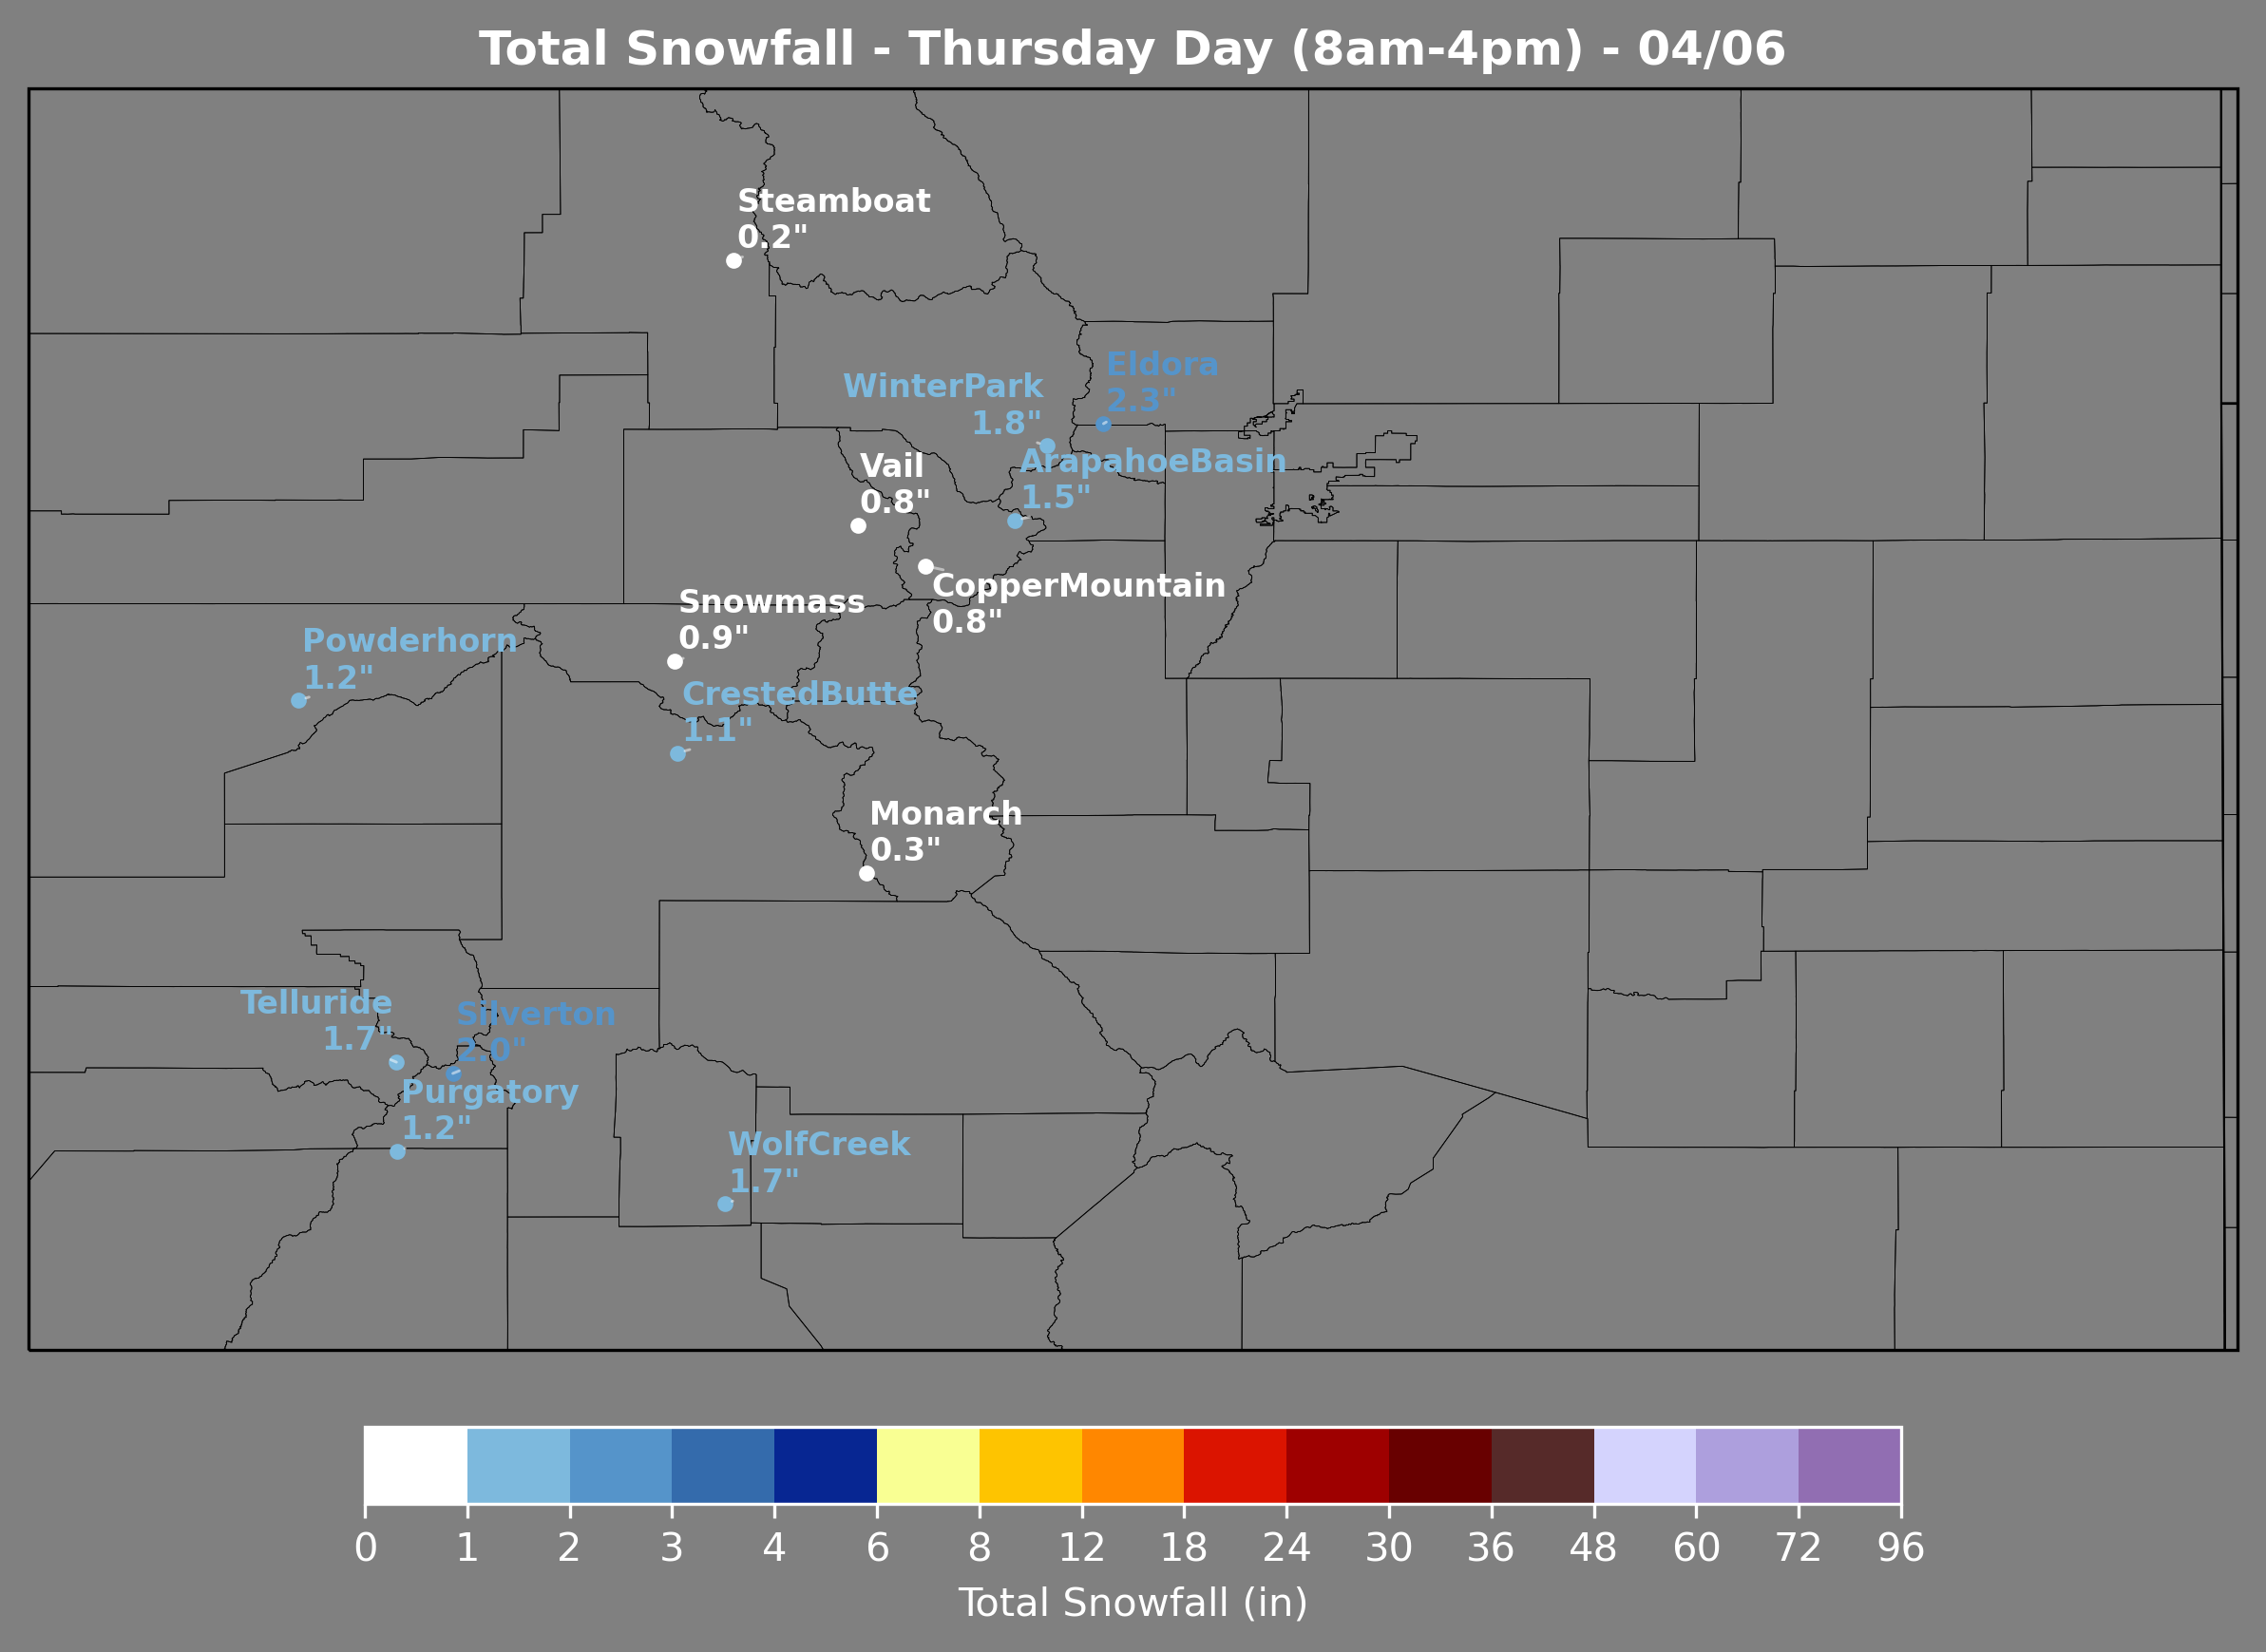 Total Snowfall - Thursday Day (8am-4pm) - 04/06
Steamboat
0.2"
Eldora
2.3"
WinterPark
1.8"
ArapahoeBasin
1.5"
Vail
0.8"
CopperMountain
0.8"
Snowmass
0.9"
Powderhorn
1.2"
CrestedButte
1.1"
Monarch
0.3"
Telluride
1.7"
Silverton
2.0"
Purgatory
1.2"
WolfCreek
1.7"
0 1 2 3 4 6 8 12 18 24 30 36 48 60 72 96
Total Snowfall (in)